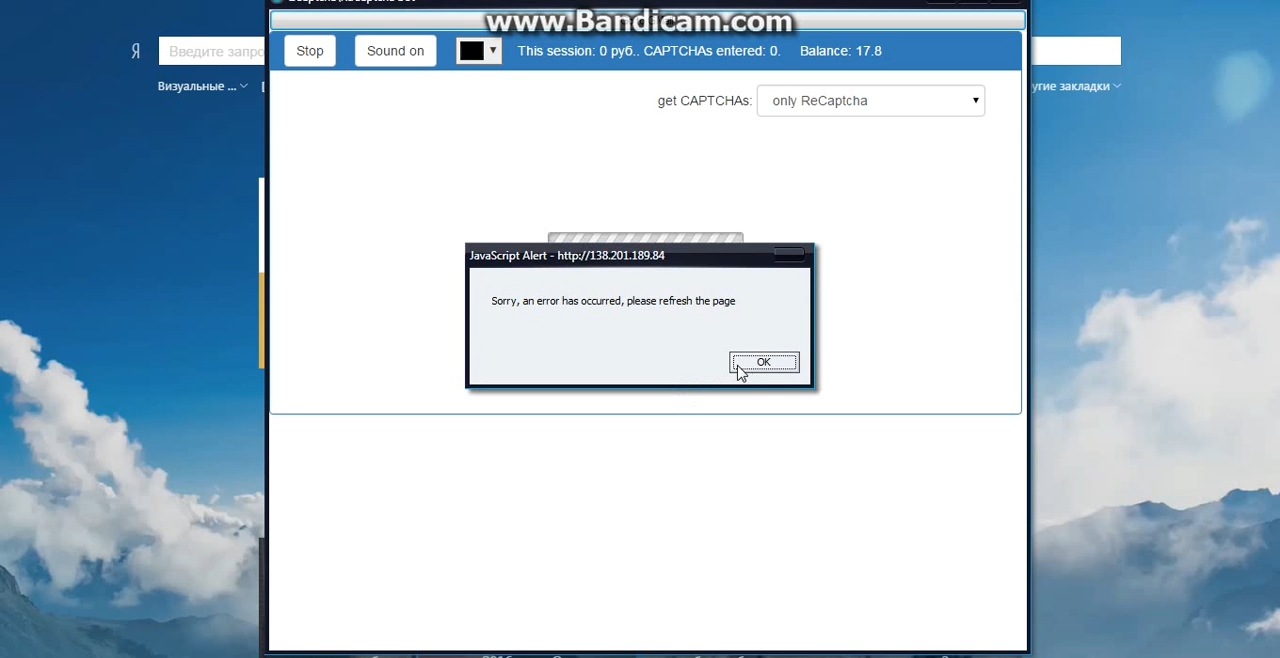 www.Bandicam.com
Я
Введите запро
Stop
Sound on
This session: 0 руб.. CAPTCHAs entered: 0.
Balance: 17.8
Визуальные ...
угие закладки
get CAPTCHAs:
only ReCaptcha
JavaScript Alert - http://138.201.189.84
Sorry, an error has occurred, please refresh the page
OK